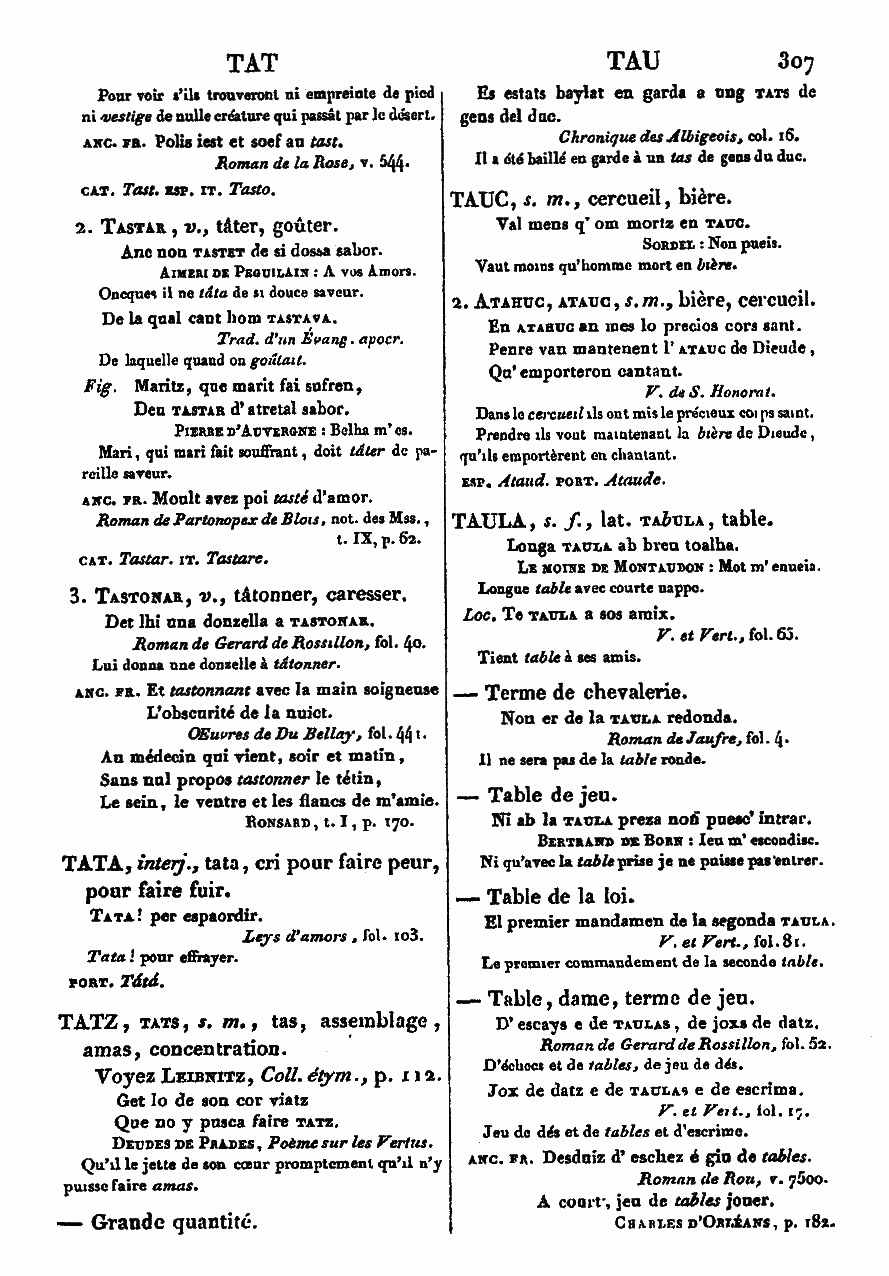 TAT
Pour voir s'ils trouveront ni empreinte de pied
ni vestige de nulle créature qui passât par le désert.
ANC. FR. Polis iest et soef au tast.
Roman de la Rose, v. 544.
CAT. Tast. ESP. IT. Tasto.
2. TASTAR, v., tâter, goûter.
Anc non TASTET de si dossa sabor.
AIMERI DE PEGUILAIN : A vos Amors.
Oncques il ne tâta de si douce saveur.
De la qual cant hom TASTAVA.
Trad. d'un Évang. apocr.
De laquelle quand on goûtait.
Fig. Maritz, que marit fai sufren,
Deu TASTAR d'atretal sabor.
PIERRE D'AUVERGNE : Belha m'es.
Mari, qui mari fait souffrant, doit tâter de pa-
reille saveur.
ANC. FR. Moult avez poi tasté d'amor.
Roman de Partonopex de Blois, not. des Mss.,
t. IX, p. 62.
CAT. Tastar. IT. Tastare.
3. TASTONAR, v., tâtonner, caresser.
Det lhi una donzella a TASTONAR.
Roman de Gerard de Rossillon, fol. 40.
Lui donna une donzelle à tâtonner.
ANC. FR. Et tastonnant avec la main soigneuse
L'obscurité de la nuict.
Œuvres de Du Bellay, fol. 441.
Au médecin qui vient, soir et matin,
Sans nul propos tastonner le tétin,
Le sein, le ventre et les flancs de m'amie.
RONSARD, t. I, p. 170.
TATA, interj., tata, cri pour faire peur,
pour faire fuir.
TATA! per espaordir.
Leys d'amors, fol. 103.
Tata! pour effrayer.
PORT. Tátá.
TATZ, TATS, s. m., tas, assemblage,
amas, concentration.
Voyez LEIBNITZ, Coll. étym., p. 112.
Get lo de son cor viatz
Que no y pusca faire TATZ.
DEUDES DE PRADES, Poème sur les Vertus.
Qu'il le jette de son cœur promptement qu'il n'y
puisse faire amas.
— Grande quantité.
TAU 307
Es estats baylat en garda a ung TATS de
gens del duc.
Chronique des Albigeois, col. 16.
Il a été baillé en garde à un tas de gens du duc.
TAUC, s. m., cercueil, bière.
Val mens q'om mortz en TAUC.
SORDEL : Non pueis.
Vaut moins qu'homme mort en bière.
2. ATAHUC, ATAUC, s. m., bière, cercueil.
En ATAHUC an mes lo precios cors sant.
Penre van mantenent l'ATAUC de Dieude,
Qu'emporteron cantant.
V. de S. Honorat.
Dans le cercueil ils ont mis le précieux corps saint.
Prendre ils vont maintenant la bière de Dieude,
qu'ils emportèrent en chantant.
ESP. Ataud. PORT. Ataude.
TAULA, s. f., lat. TAbULA, table.
Longa TAULA ab breu toalha.
LE MOINE DE MONTAUDON : Mot m'enueia.
Longue table avec courte nappe.
Loc. Te TAULA a sos amix.
V. et Vert., fol. 65.
Tient table à ses amis.
— Terme de chevalerie.
Non er de la TAULA redonda.
Roman de Jaufre, fol. 4.
Il ne sera pas de la table ronde.
— Table de jeu.
Ni ab la TAULA preza non puesc'intrar.
BERTRAND DE BORN : Ieu m'escondisc.
Ni qu'avec la table prise je ne puisse pas entrer.
— Table de la loi.
El premier mandamen de la segonda TAULA.
V. et Vert., fol. 81.
Le premier commandement de la seconde table.
— Table, dame, terme de jeu.
D'escays e de TAULAS, de joxs de datz.
Roman de Gerard de Rossillon, fol. 52.
D'échecs et de tables, de jeu de dés.
Jox de datz e de TAULAS e de escrima.
V. et Vert., fol. 17.
Jeu de dés et de tables et d'escrime.
ANC. FR. Desduiz d'eschez é giu de tables.
Roman de Rou, v. 7500.
A court, jeu de tables jouer.
CHARLES D'ORLÉANS, p. 182.